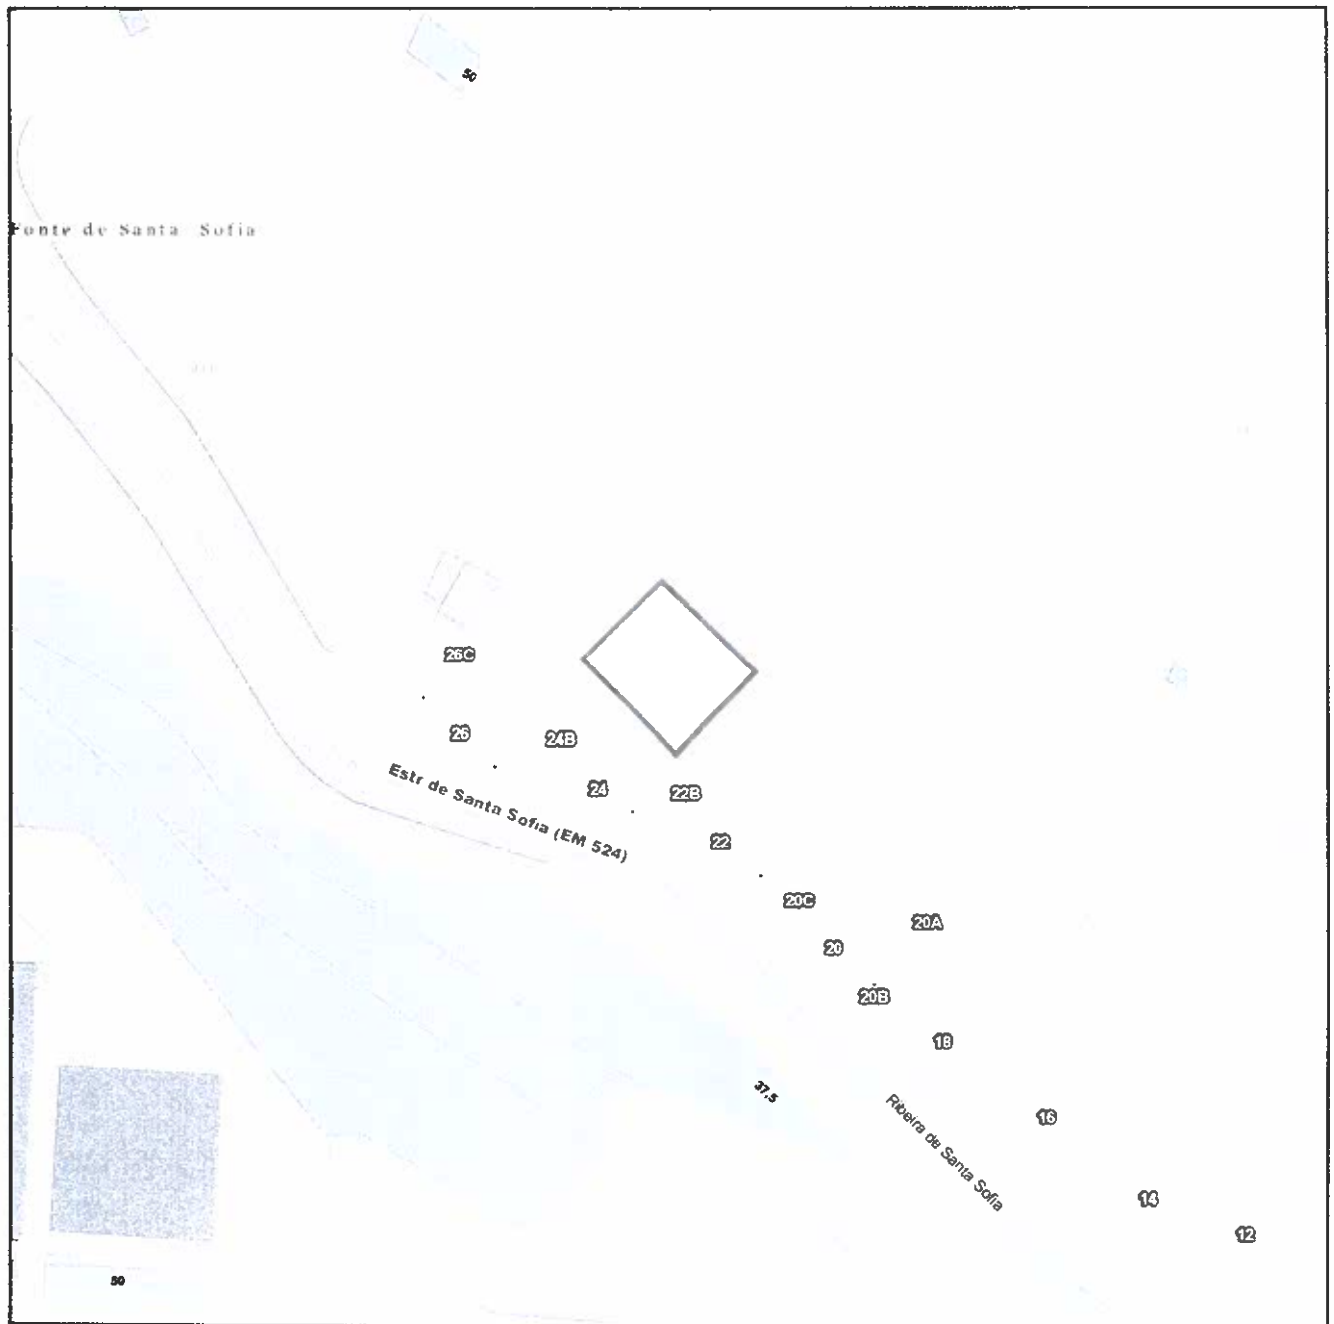 50
Fonte de Santa Sofia
26C
26
24B
24
22B
Estr de Santa Sofia (EM 524)
22
20C
20A
20
20B
18
37,5
Ribeira de Santa Sofia
16
14
12
50